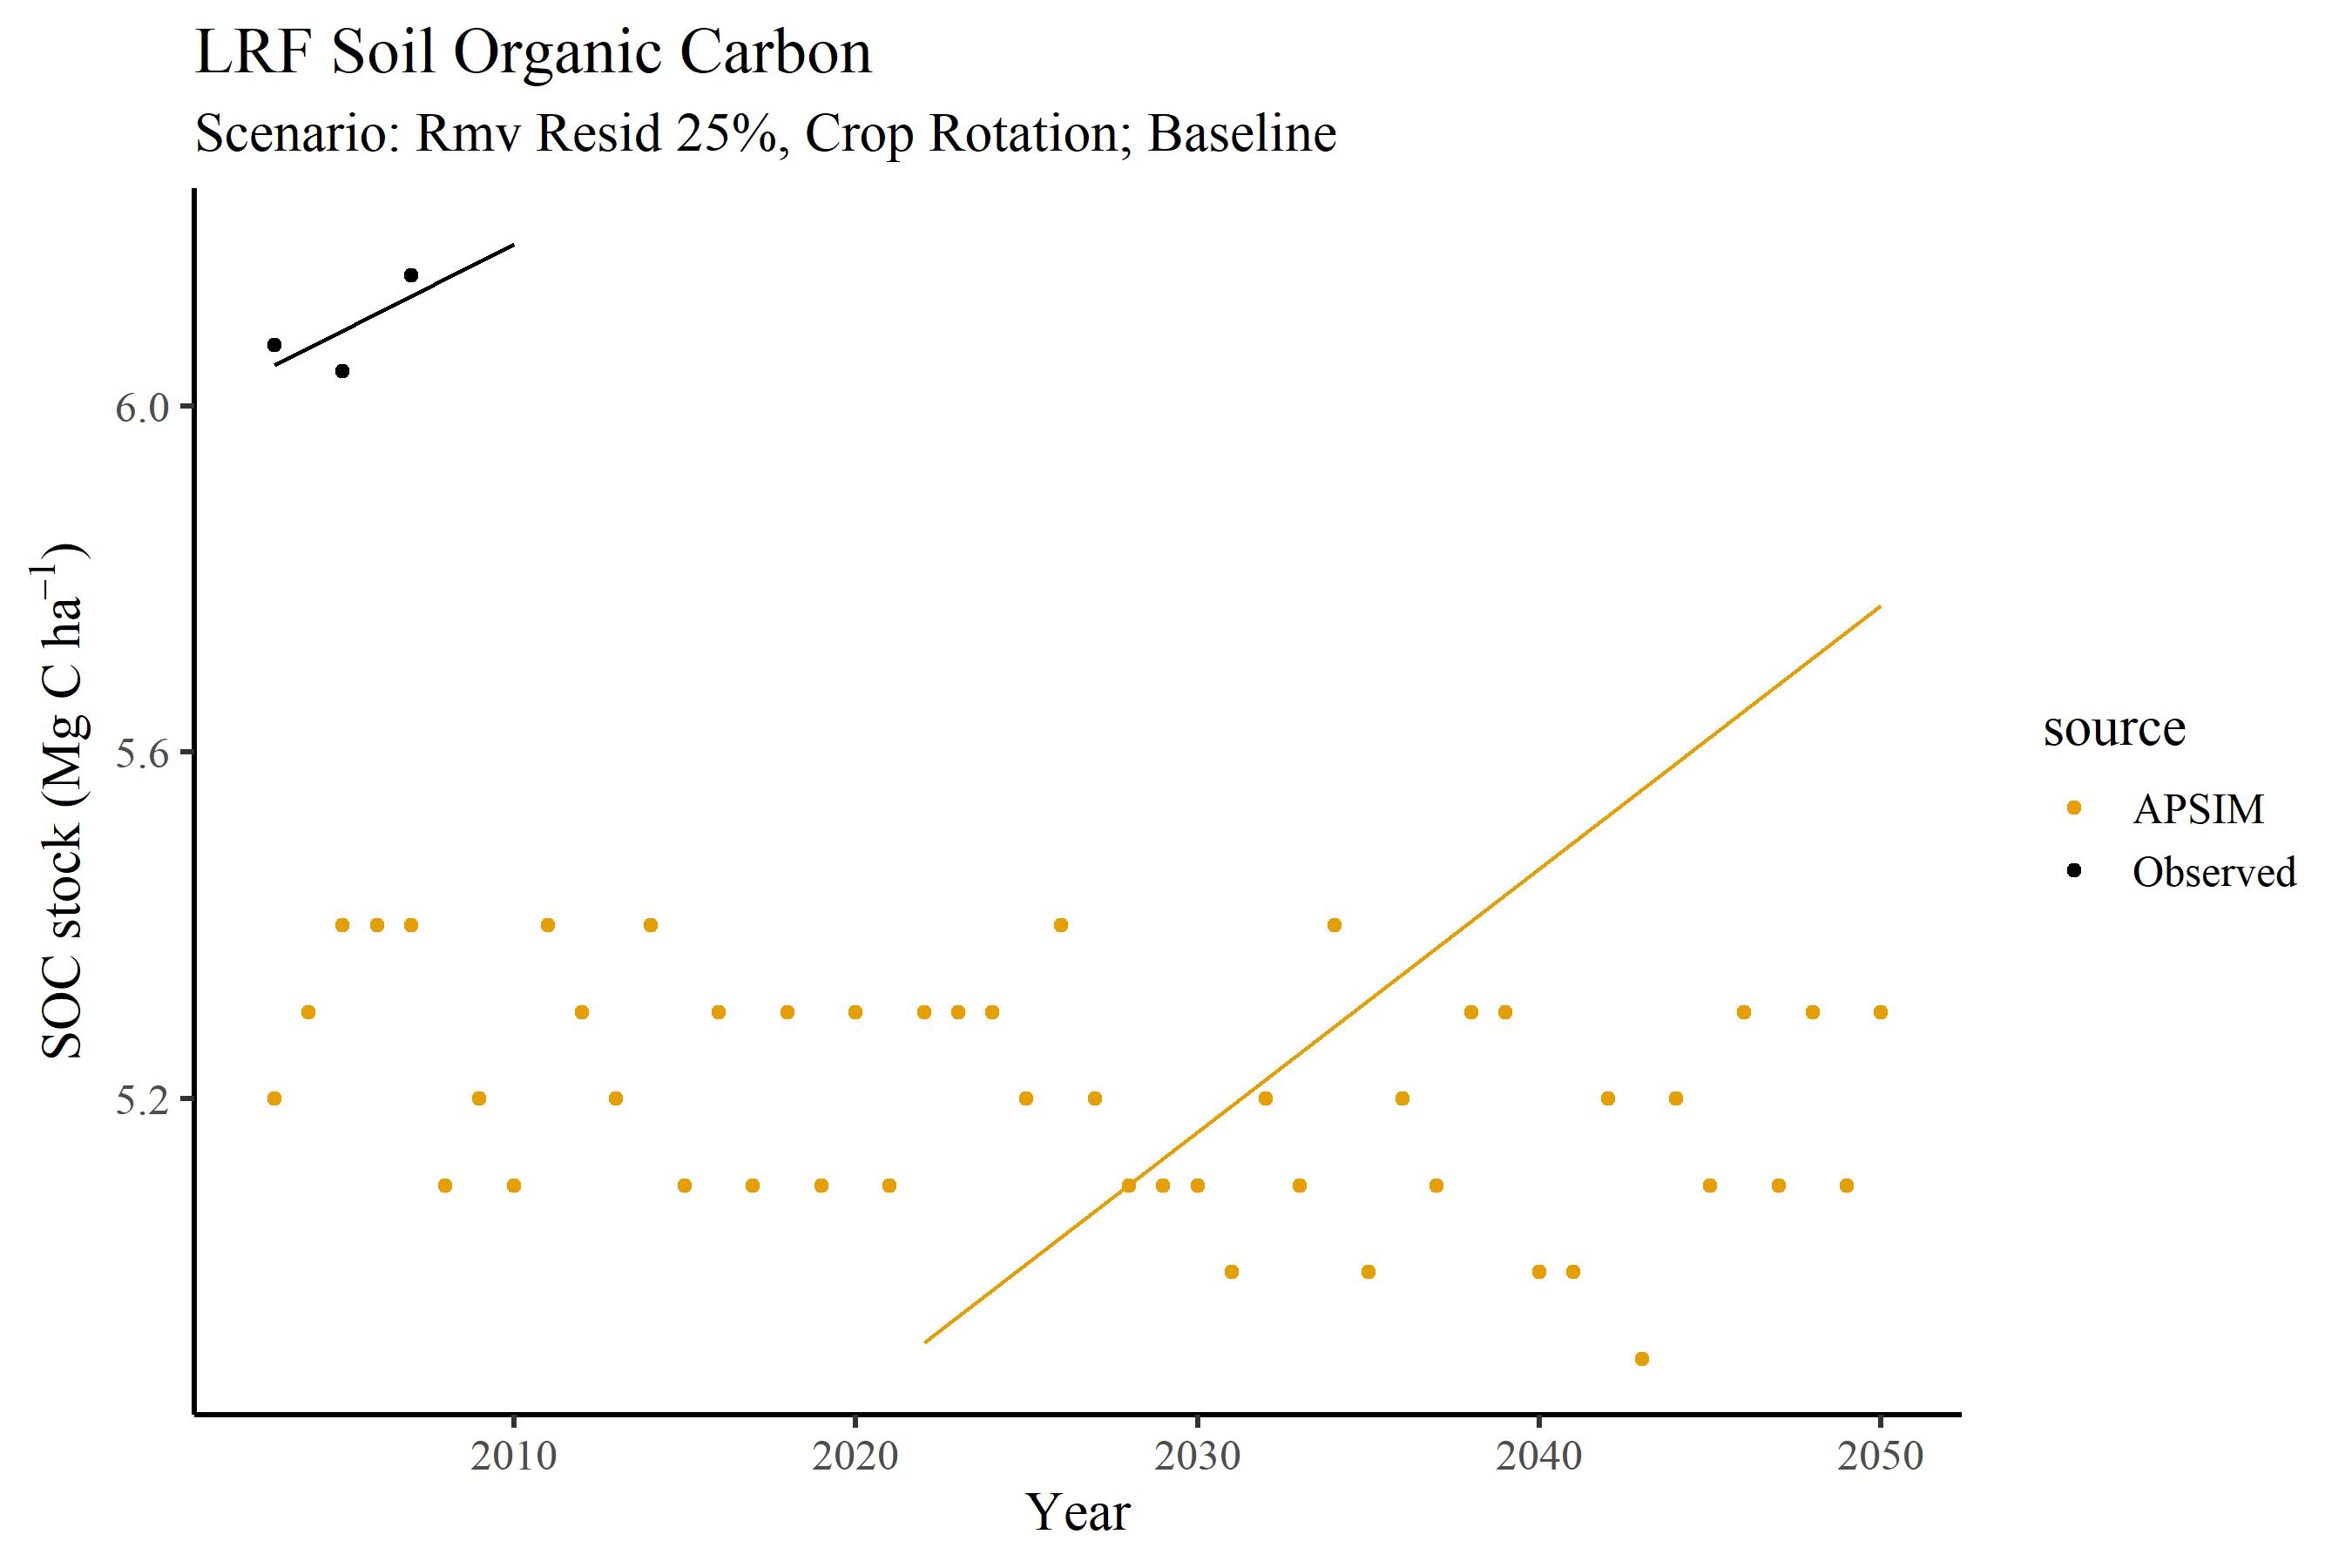 LRF Soil Organic Carbon
Scenario: Rmv Resid 25%, Crop Rotation; Baseline
SOC stock (Mg C ha⁻¹)
6.0
5.6
5.2
2010 2020 2030 2040 2050
Year
source
APSIM
Observed